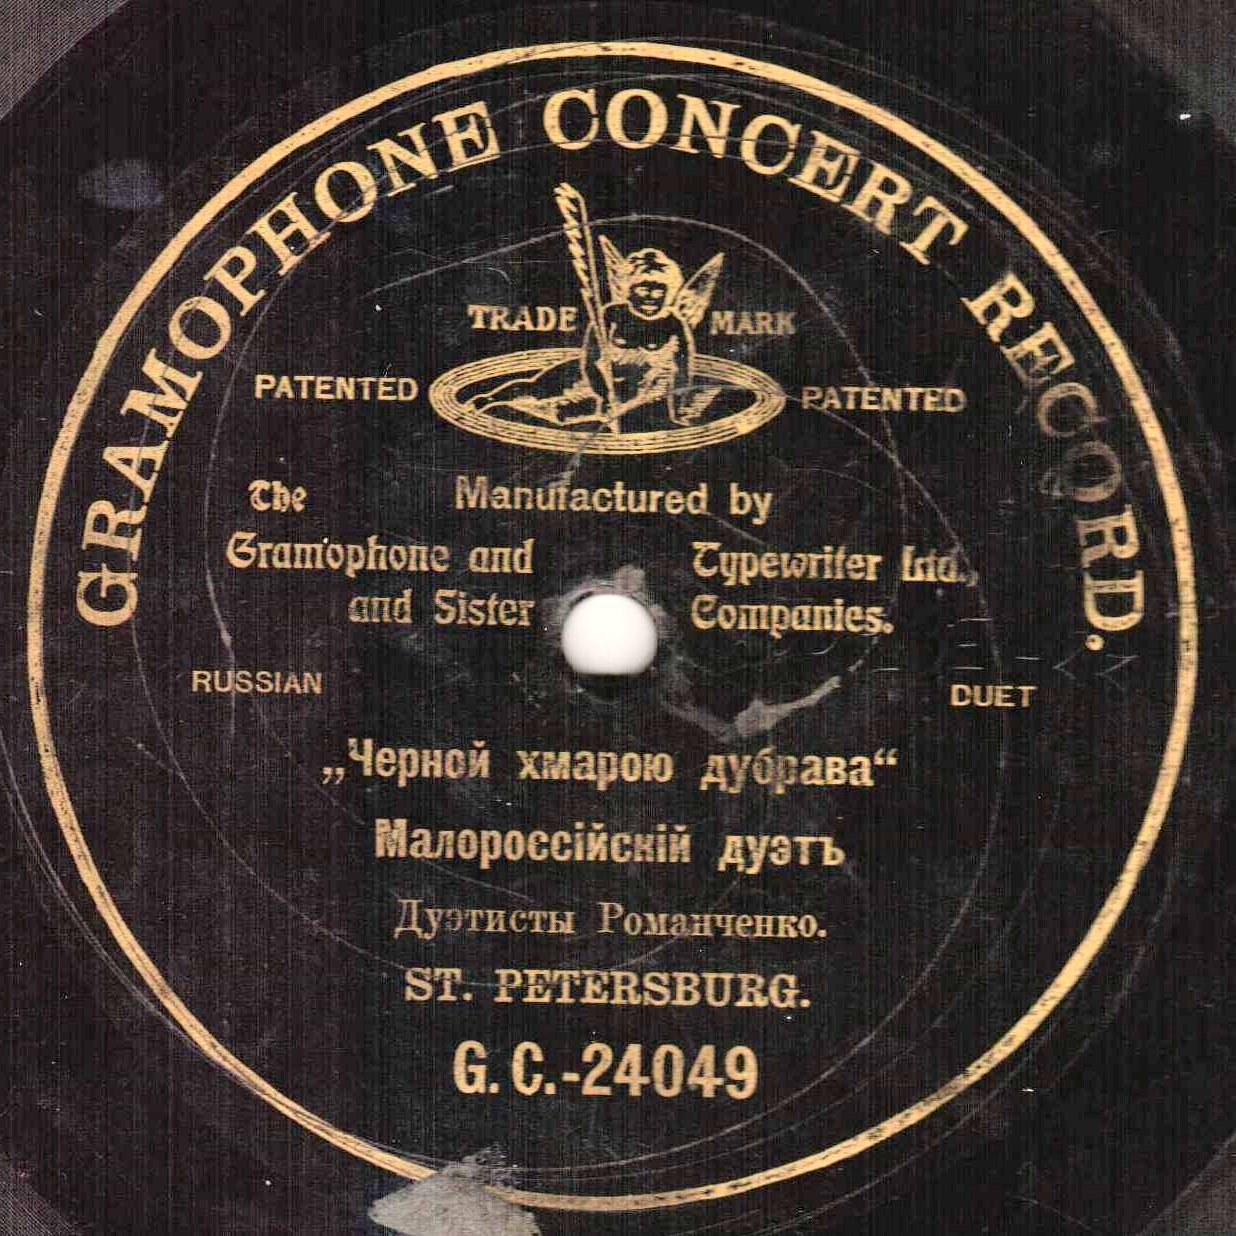 GRAMOPHONE CONCERT RECORD.
TRADE MARK
PATENTED PATENTED
Manufactured by
The Gramophone and Typewriter Ltd.,
and Sister Companies.
RUSSIAN DUET
„Черной хмарою дубрава“
Малороссійскій дуэтъ
Дуэтисты Романченко.
ST. PETERSBURG.
G. C.-24049